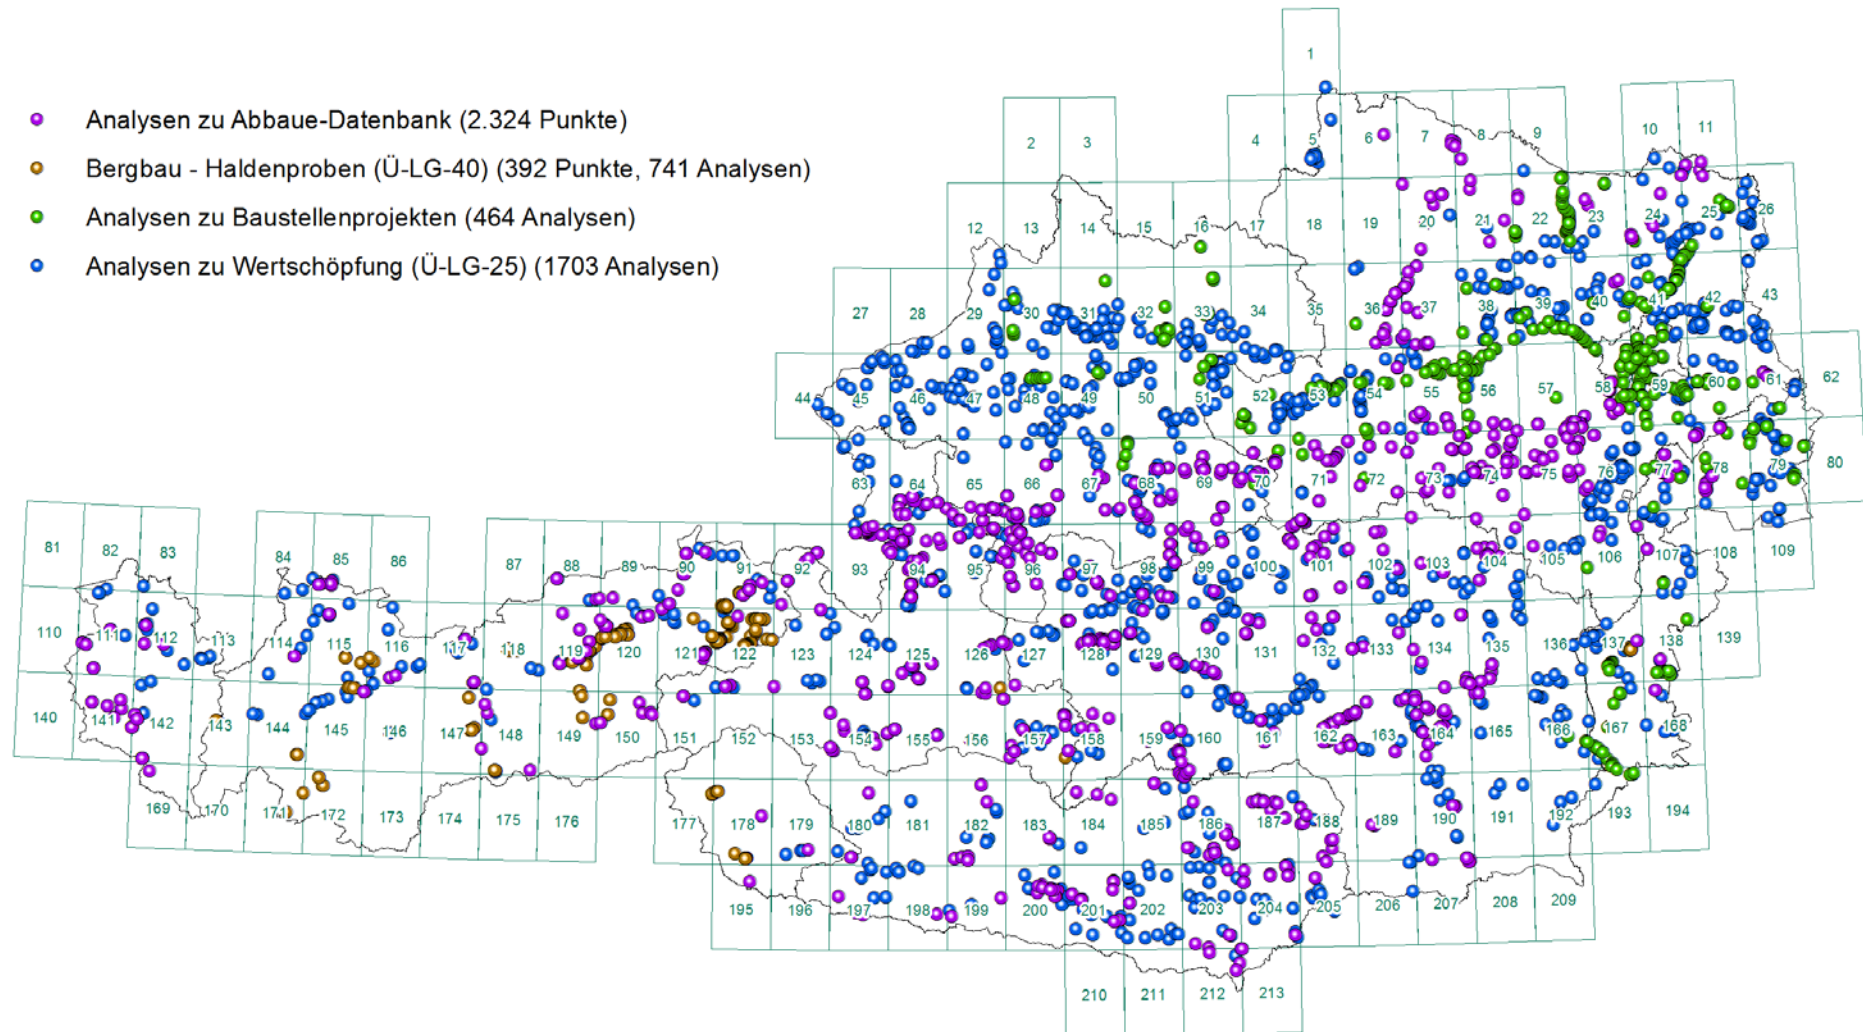 Analysen zu Abbaue-Datenbank (2.324 Punkte)
Bergbau - Haldenproben (Ü-LG-40) (392 Punkte, 741 Analysen)
Analysen zu Baustellenprojekten (464 Analysen)
Analysen zu Wertschöpfung (Ü-LG-25) (1703 Analysen)
1
2 3 4 5 6 7 8 9 10 11
12 13 14 15 16 17 18 19 20 21 22 23 24 25 26
27 28 29 30 31 32 33 34 35 36 37 38 39 40 41 42 43
44 45 46 47 48 49 50 51 52 53 54 55 56 57 58 59 60 61 62
63 64 65 66 67 68 69 70 71 72 73 74 75 76 77 78 79 80
81 82 83 84 85 86 87 88 89 90 91 92 93 94 95 96 97 98 99 100 101 102 103 104 105 106 107 108 109
110 111 112 113 114 115 116 117 118 119 120 121 122 123 124 125 126 127 128 129 130 131 132 133 134 135 136 137 138 139
140 141 142 143 144 145 146 147 148 149 150 151 152 153 154 155 156 157 158 159 160 161 162 163 164 165 166 167 168
169 170 171 172 173 174 175 176 177 178 179 180 181 182 183 184 185 186 187 188 189 190 191 192 193 194
195 196 197 198 199 200 201 202 203 204 205 206 207 208 209
210 211 212 213